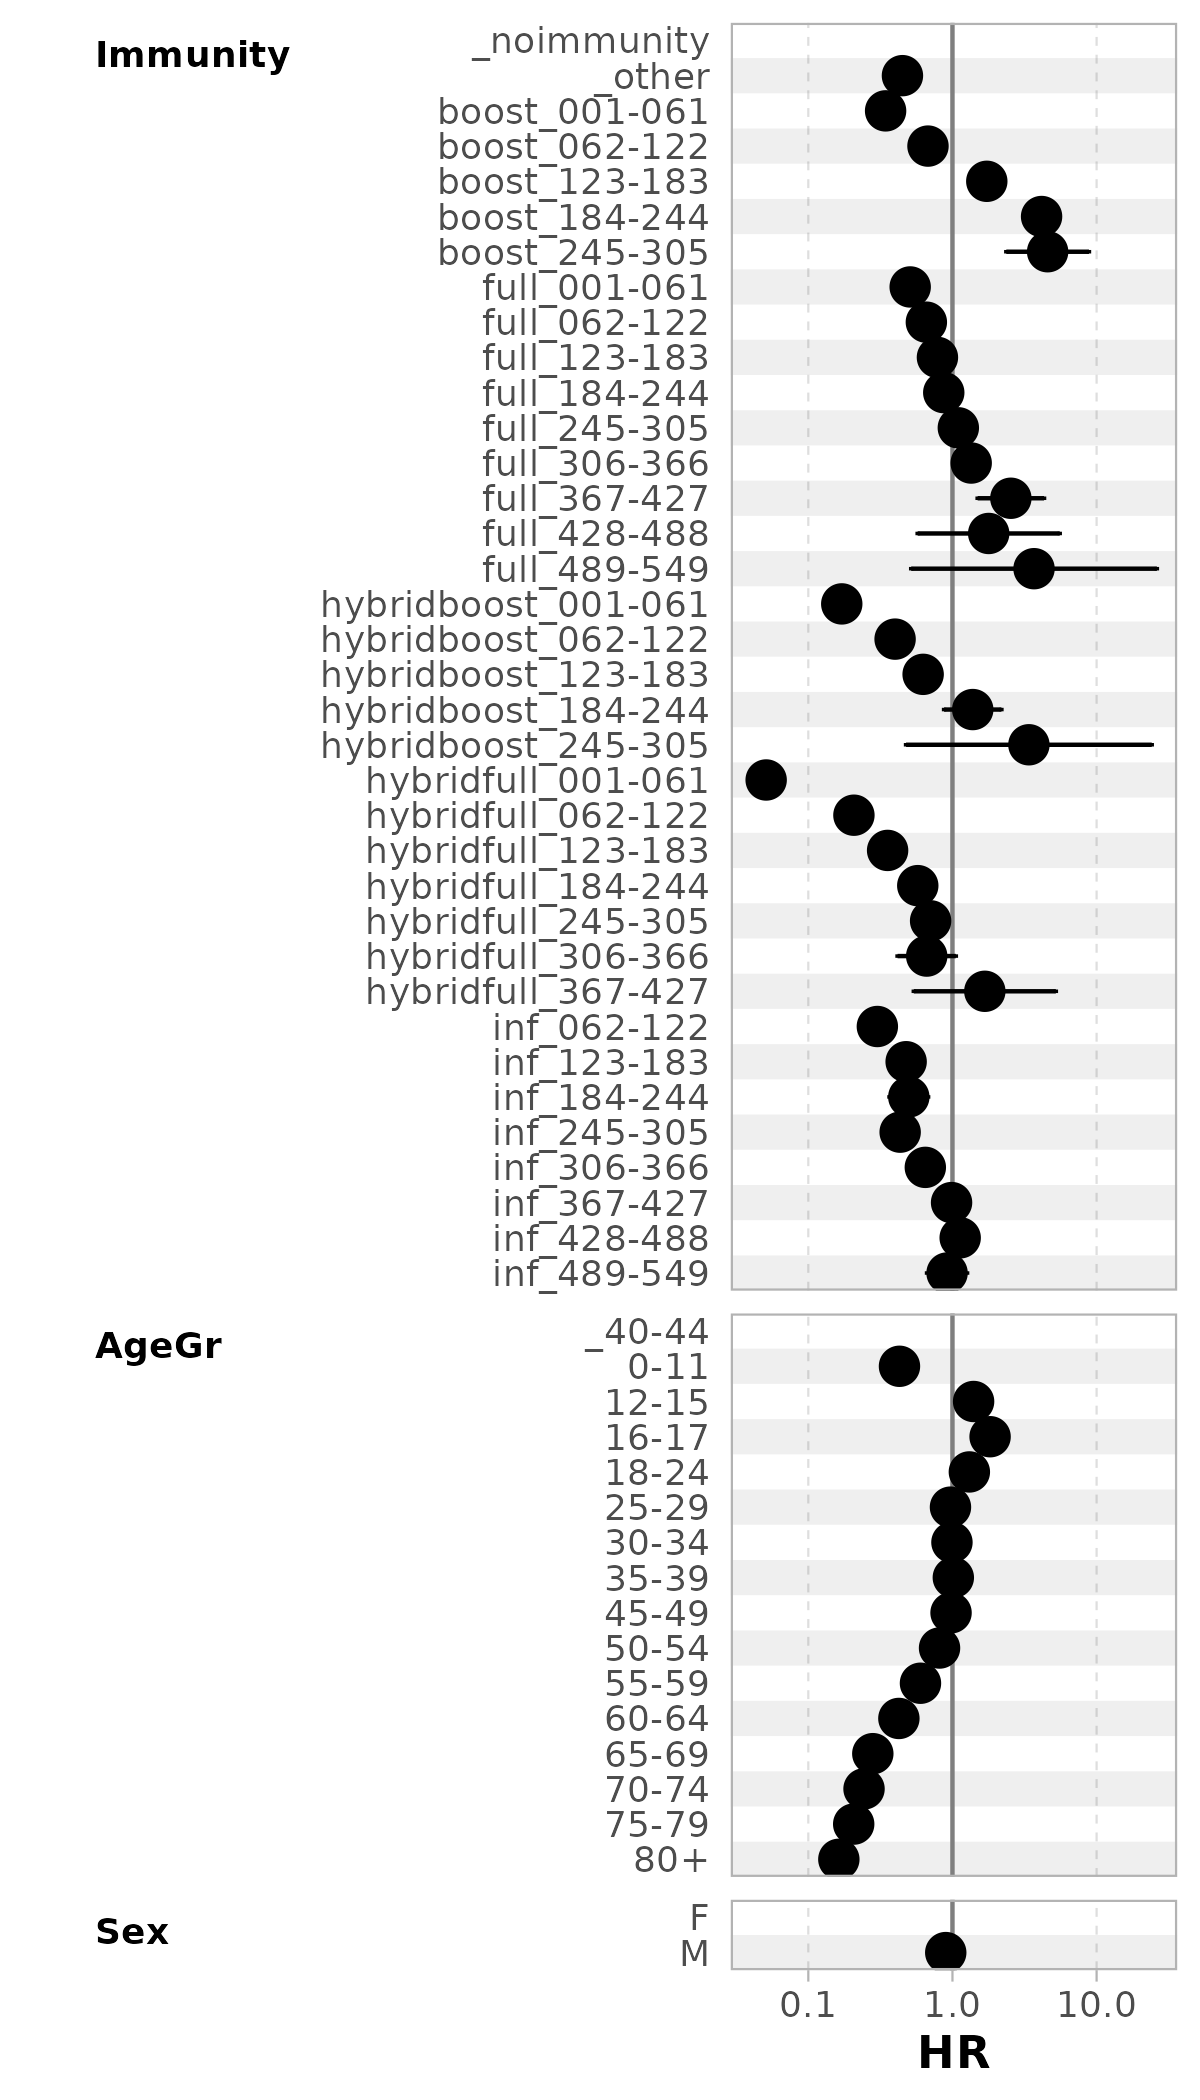 Immunity
_noimmunity
_other
boost_001-061
boost_062-122
boost_123-183
boost_184-244
boost_245-305
full_001-061
full_062-122
full_123-183
full_184-244
full_245-305
full_306-366
full_367-427
full_428-488
full_489-549
hybridboost_001-061
hybridboost_062-122
hybridboost_123-183
hybridboost_184-244
hybridboost_245-305
hybridfull_001-061
hybridfull_062-122
hybridfull_123-183
hybridfull_184-244
hybridfull_245-305
hybridfull_306-366
hybridfull_367-427
inf_062-122
inf_123-183
inf_184-244
inf_245-305
inf_306-366
inf_367-427
inf_428-488
inf_489-549
AgeGr
_40-44
0-11
12-15
16-17
18-24
25-29
30-34
35-39
45-49
50-54
55-59
60-64
65-69
70-74
75-79
80+
Sex
F
M
0.1 1.0 10.0
HR